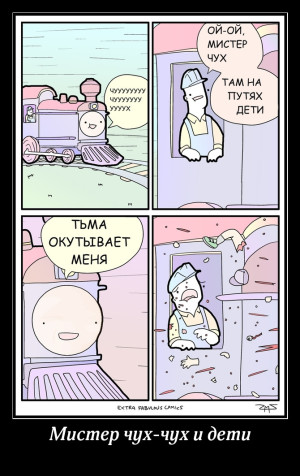 ЧУУУУУУУ
ЧУУУУУУУ
УУУУХ
ОЙ-ОЙ,
МИСТЕР
ЧУХ
ТАМ НА
ПУТЯХ
ДЕТИ
ТЬМА
ОКУТЫВАЕТ
МЕНЯ
EXTRA FABULOUS COMICS
Мистер чух-чух и дети